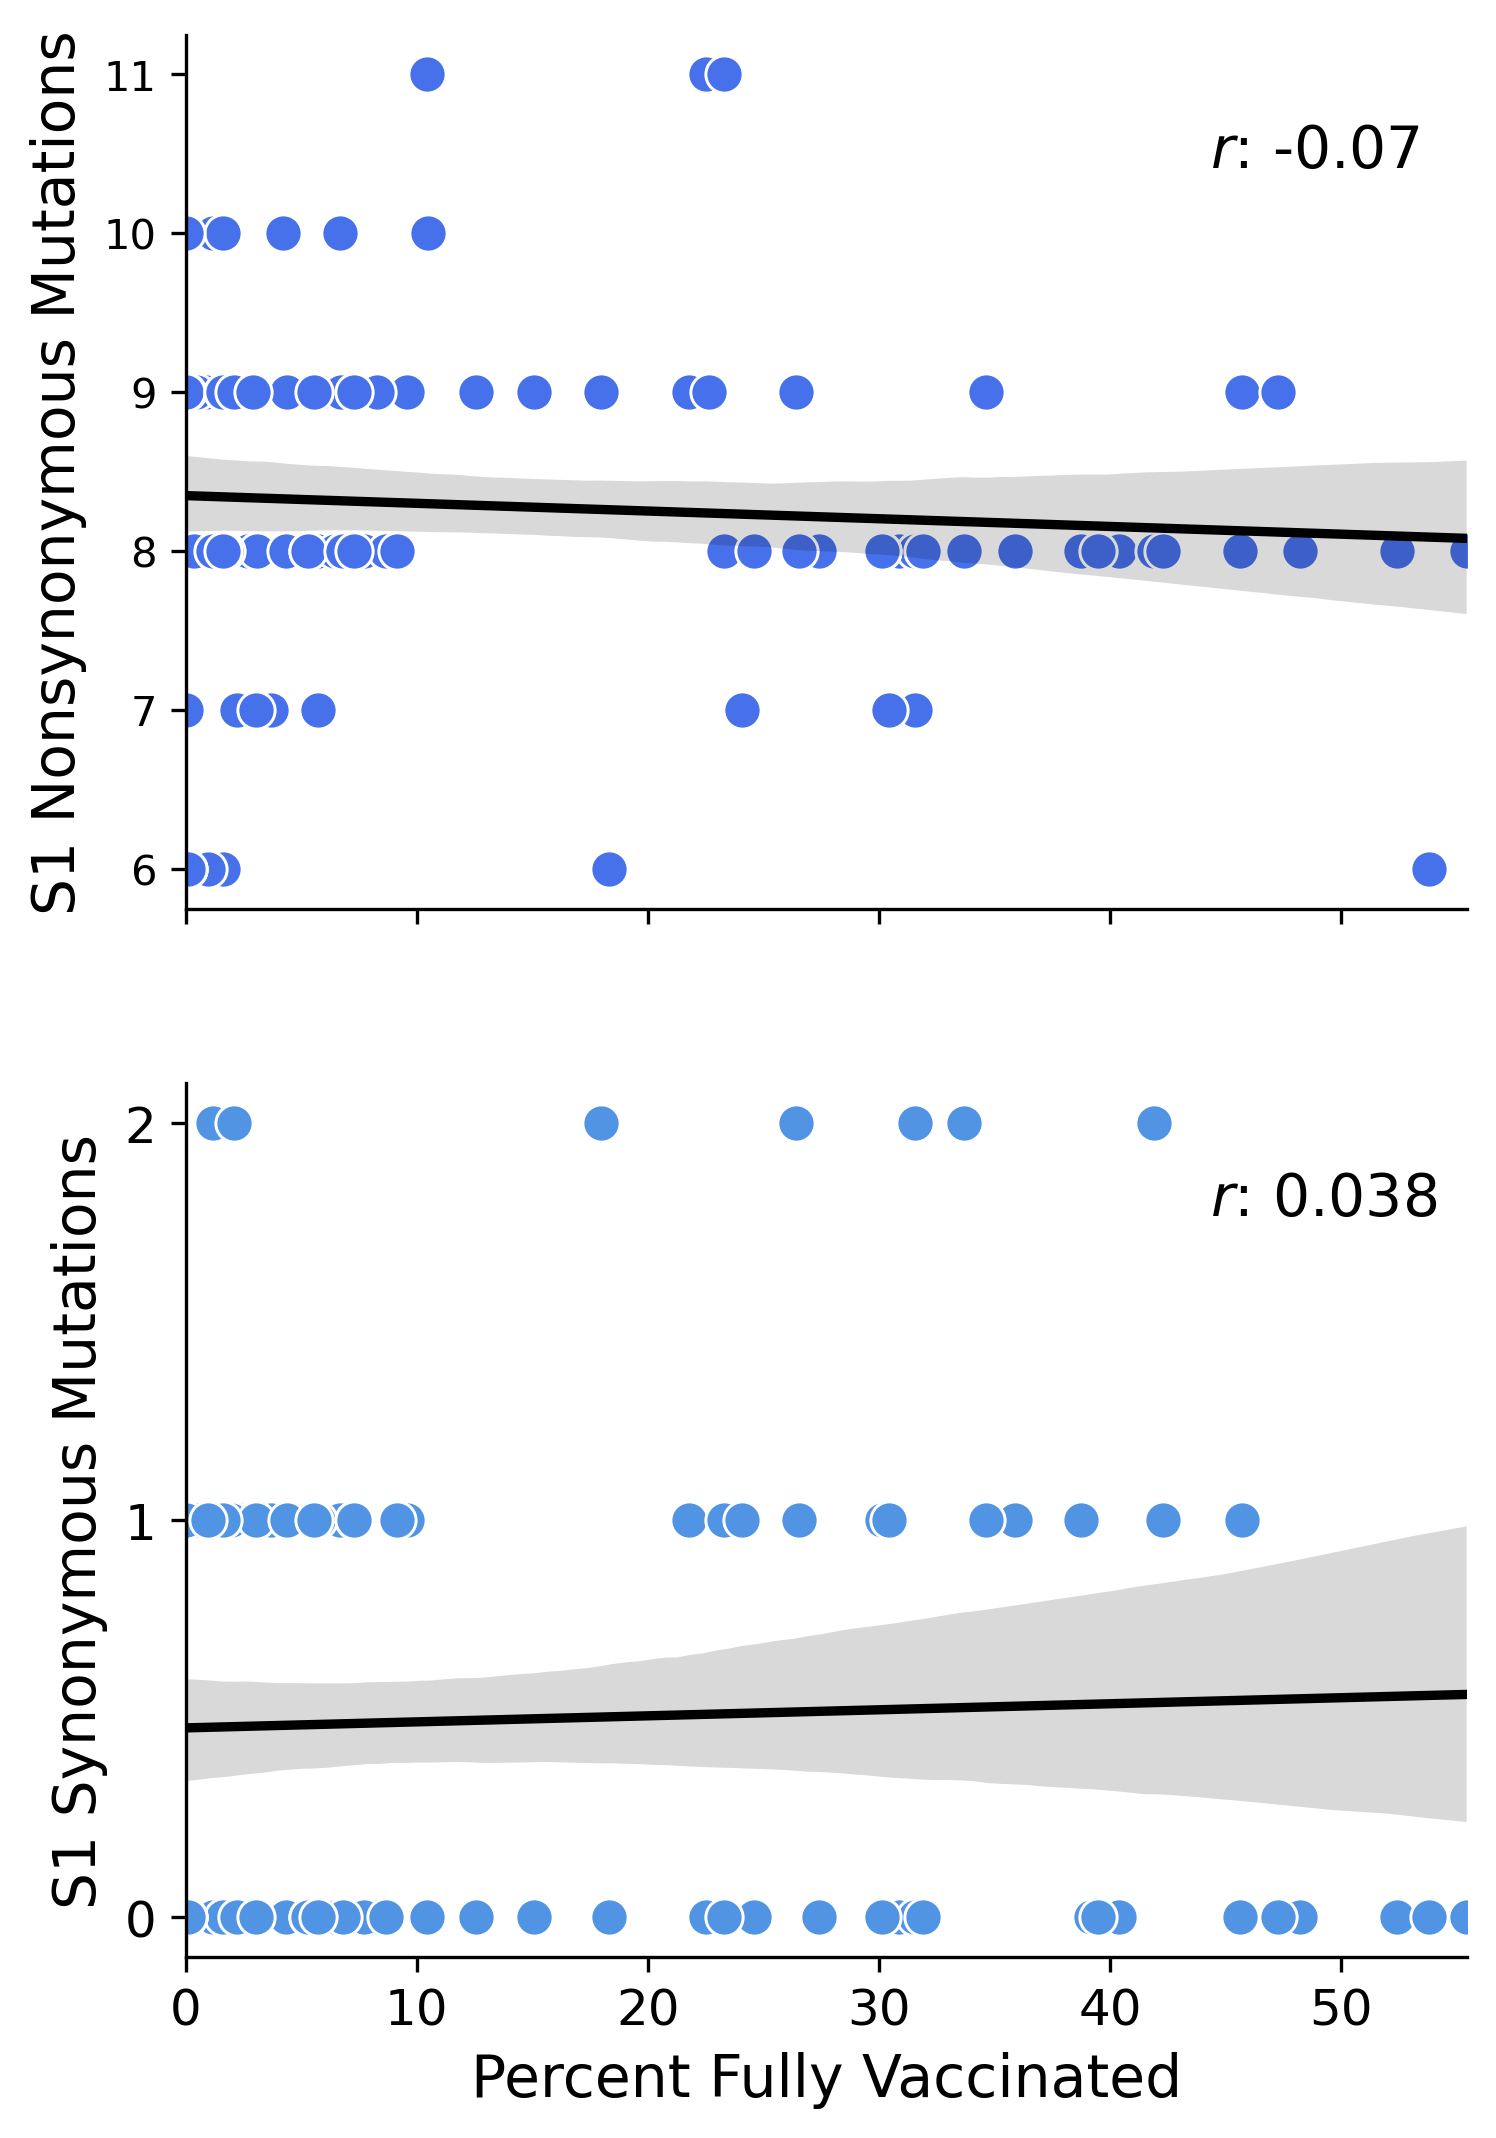 S1 Nonsynonymous Mutations
11
10
9
8
7
6
r: -0.07
S1 Synonymous Mutations
2
1
0
r: 0.038
0 10 20 30 40 50
Percent Fully Vaccinated